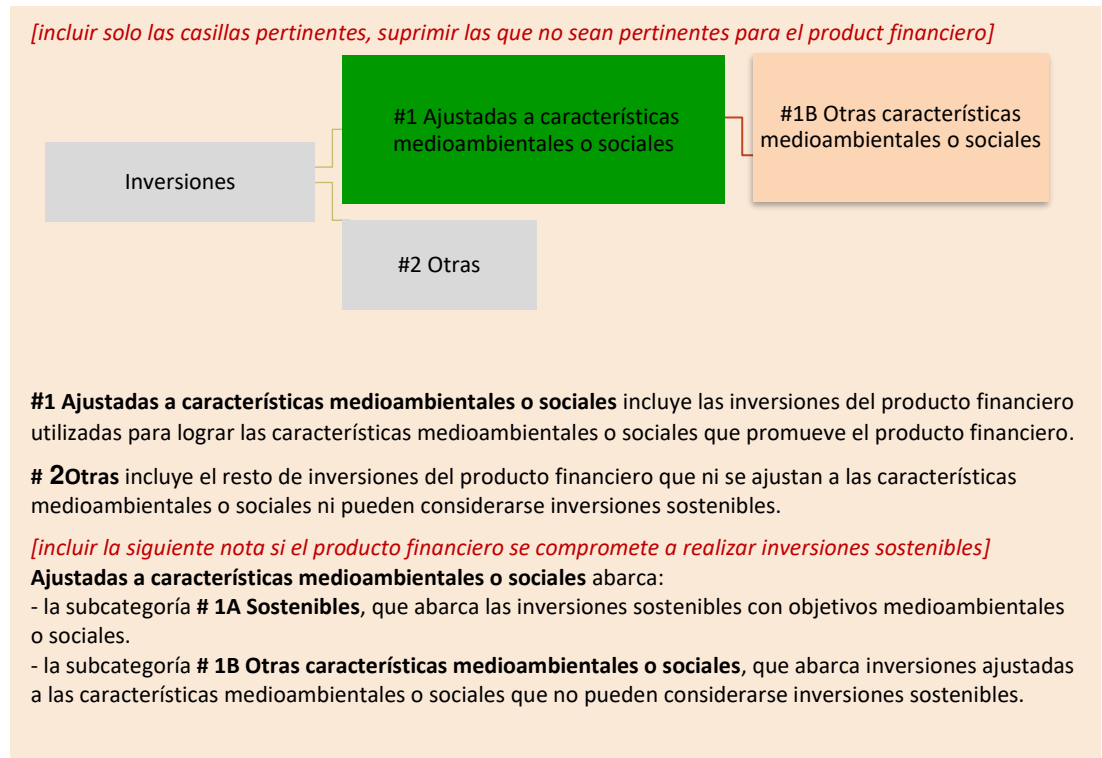 [incluir solo las casillas pertinentes, suprimir las que no sean pertinentes para el product financiero]
#1 Ajustadas a características
medioambientales o sociales
#1B Otras características
medioambientales o sociales
Inversiones
#2 Otras
#1 Ajustadas a características medioambientales o sociales incluye las inversiones del producto financiero
utilizadas para lograr las características medioambientales o sociales que promueve el producto financiero.
# 2Otras incluye el resto de inversiones del producto financiero que ni se ajustan a las características
medioambientales o sociales ni pueden considerarse inversiones sostenibles.
[incluir la siguiente nota si el producto financiero se compromete a realizar inversiones sostenibles]
Ajustadas a características medioambientales o sociales abarca:
- la subcategoría # 1A Sostenibles, que abarca las inversiones sostenibles con objetivos medioambientales
o sociales.
- la subcategoría # 1B Otras características medioambientales o sociales, que abarca inversiones ajustadas
a las características medioambientales o sociales que no pueden considerarse inversiones sostenibles.